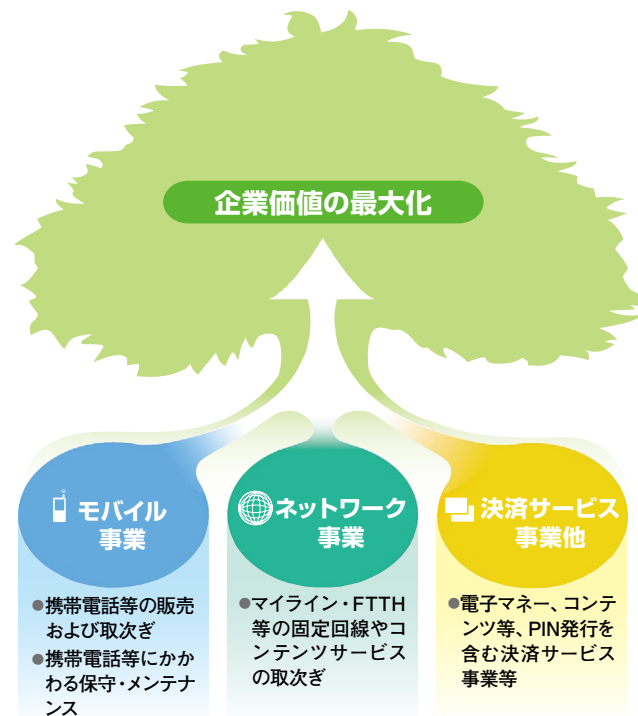 企業価値の最大化
モバイル
事業
●携帯電話等の販売
および取次ぎ
●携帯電話等にかか
わる保守・メンテナ
ンス
ネットワーク
事業
●マイライン・FTTH
等の固定回線やコ
ンテンツサービス
の取次ぎ
決済サービス
事業他
●電子マネー、コンテ
ンツ等、PIN発行を
含む決済サービス
事業等